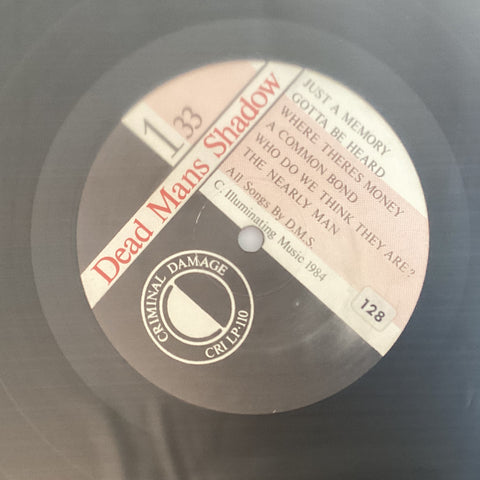 1 33
Dead Mans Shadow
JUST A MEMORY
GOTTA BE HEARD
WHERE THERES MONEY
A COMMON BOND
WHO DO WE THINK THEY ARE?
THE NEARLY MAN
All Songs By D.M.S.
C. Illuminating Music 1984
128
CRIMINAL DAMAGE
CRI LP·110